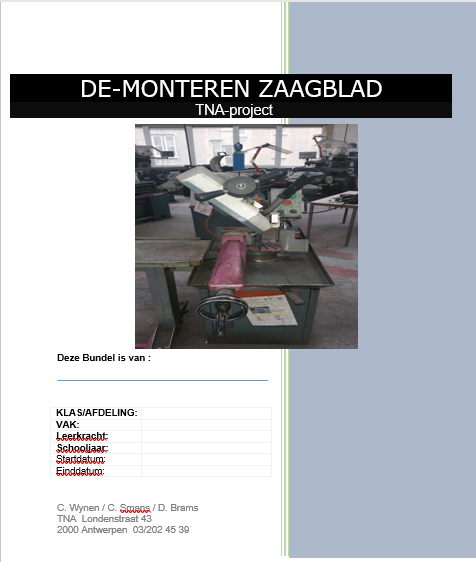 DE-MONTEREN ZAAGBLAD
TNA-project
Deze Bundel is van :
KLAS/AFDELING:
VAK:
Leerkracht:
Schooljaar:
Startdatum:
Einddatum:
C. Wynen / C. Smans / D. Brams
TNA Londenstraat 43
2000 Antwerpen 03/202 45 39